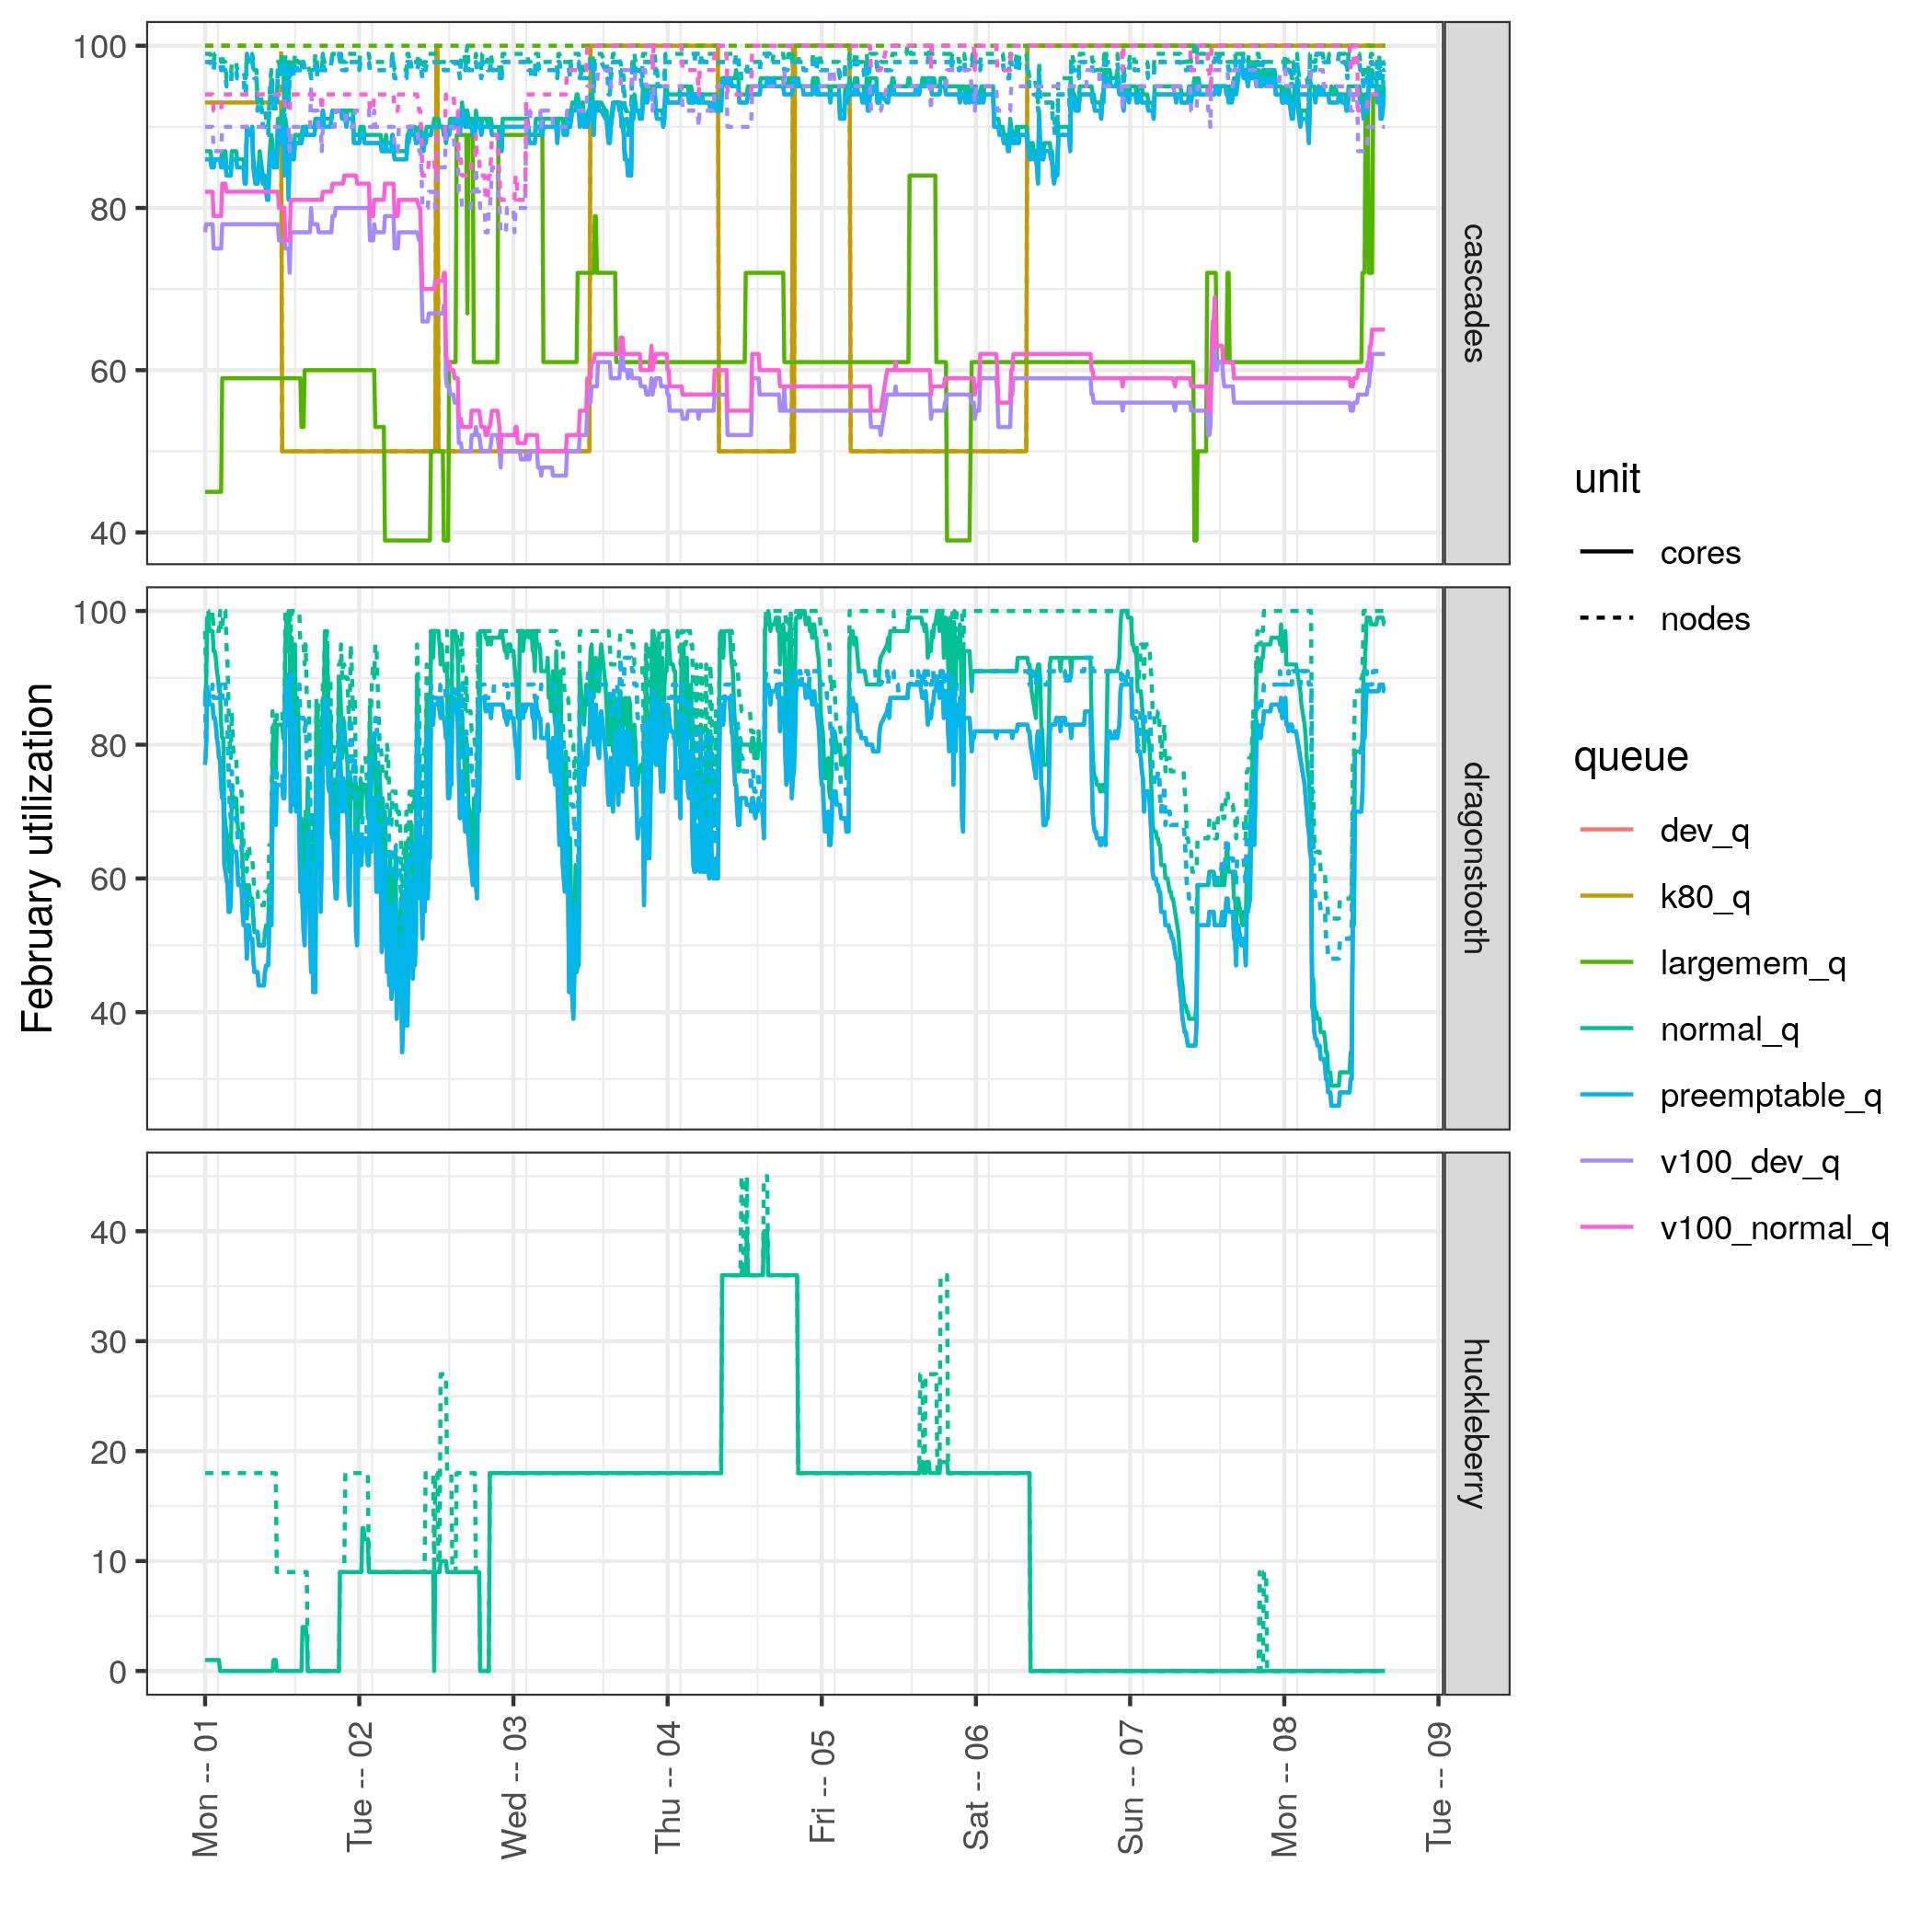 February utilization
100
80
60
40
cascades
100
80
60
40
dragonstooth
40
30
20
10
0
huckleberry
Mon -- 01
Tue -- 02
Wed -- 03
Thu -- 04
Fri -- 05
Sat -- 06
Sun -- 07
Mon -- 08
Tue -- 09
unit
cores
nodes
queue
dev_q
k80_q
largemem_q
normal_q
preemptable_q
v100_dev_q
v100_normal_q